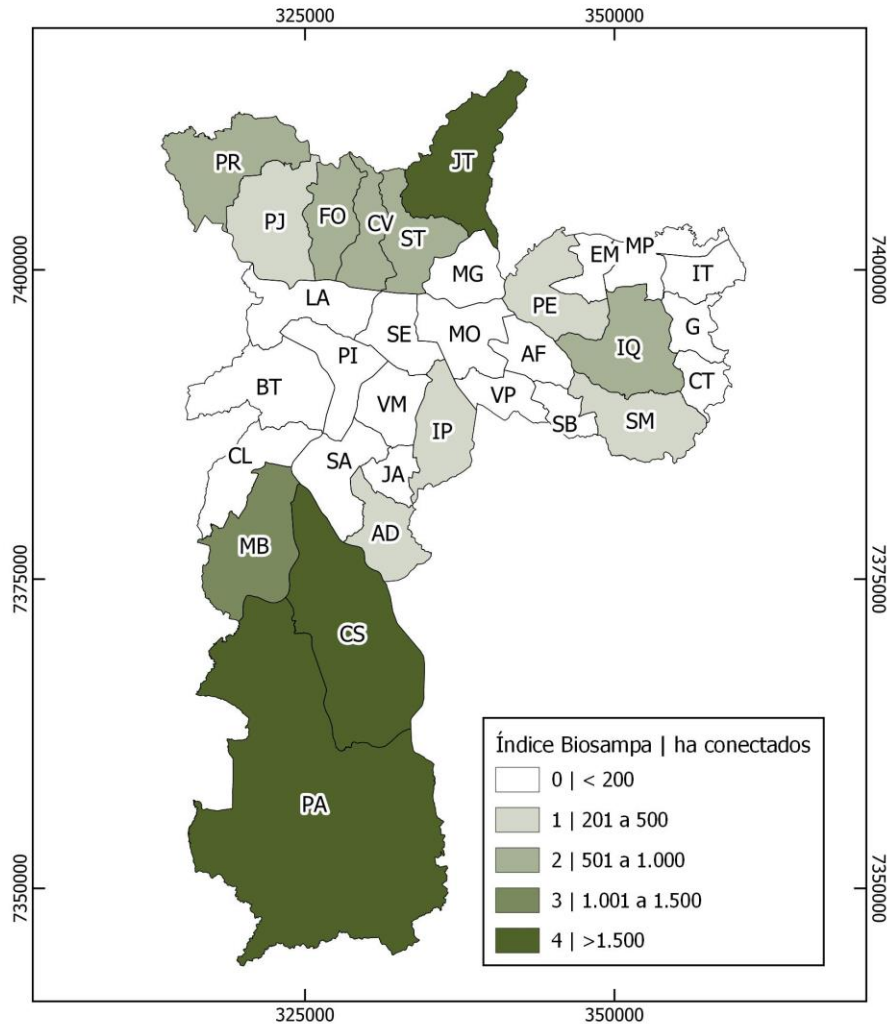 325000
350000
JT
PR
PJ
FO
CV
ST
7400000
7400000
MG
EM
MP
IT
LA
PE
SE
MO
IQ
G
PI
AF
BT
CT
VM
VP
IP
SB
SM
CL
SA
JA
AD
MB
7375000
7375000
CS
PA
Índice Biosampa | ha conectados
0 | < 200
1 | 201 a 500
2 | 501 a 1.000
3 | 1.001 a 1.500
4 | >1.500
7350000
7350000
325000
350000